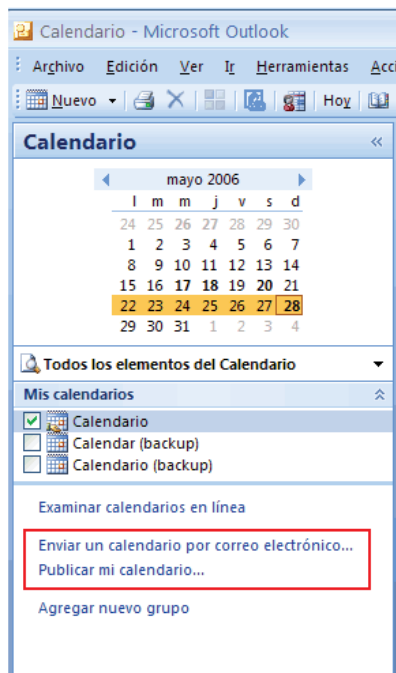 Calendario - Microsoft Outlook
Archivo Edición Ver Ir Herramientas Acci
Nuevo Hoy
Calendario «
mayo 2006
l m m j v s d
24 25 26 27 28 29 30
1 2 3 4 5 6 7
8 9 10 11 12 13 14
15 16 17 18 19 20 21
22 23 24 25 26 27 28
29 30 31 1 2 3 4
Todos los elementos del Calendario
Mis calendarios
Calendario
Calendar (backup)
Calendario (backup)
Examinar calendarios en línea
Enviar un calendario por correo electrónico...
Publicar mi calendario...
Agregar nuevo grupo